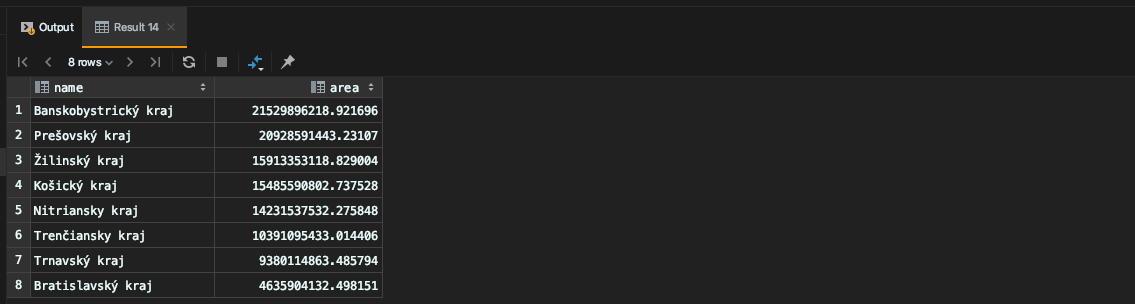 Output Result 14
8 rows
name area
1 Banskobystrický kraj 21529896218.921696
2 Prešovský kraj 20928591443.23107
3 Žilinský kraj 15913353118.829004
4 Košický kraj 15485590802.737528
5 Nitriansky kraj 14231537532.275848
6 Trenčiansky kraj 10391095433.014406
7 Trnavský kraj 9380114863.485794
8 Bratislavský kraj 4635904132.498151